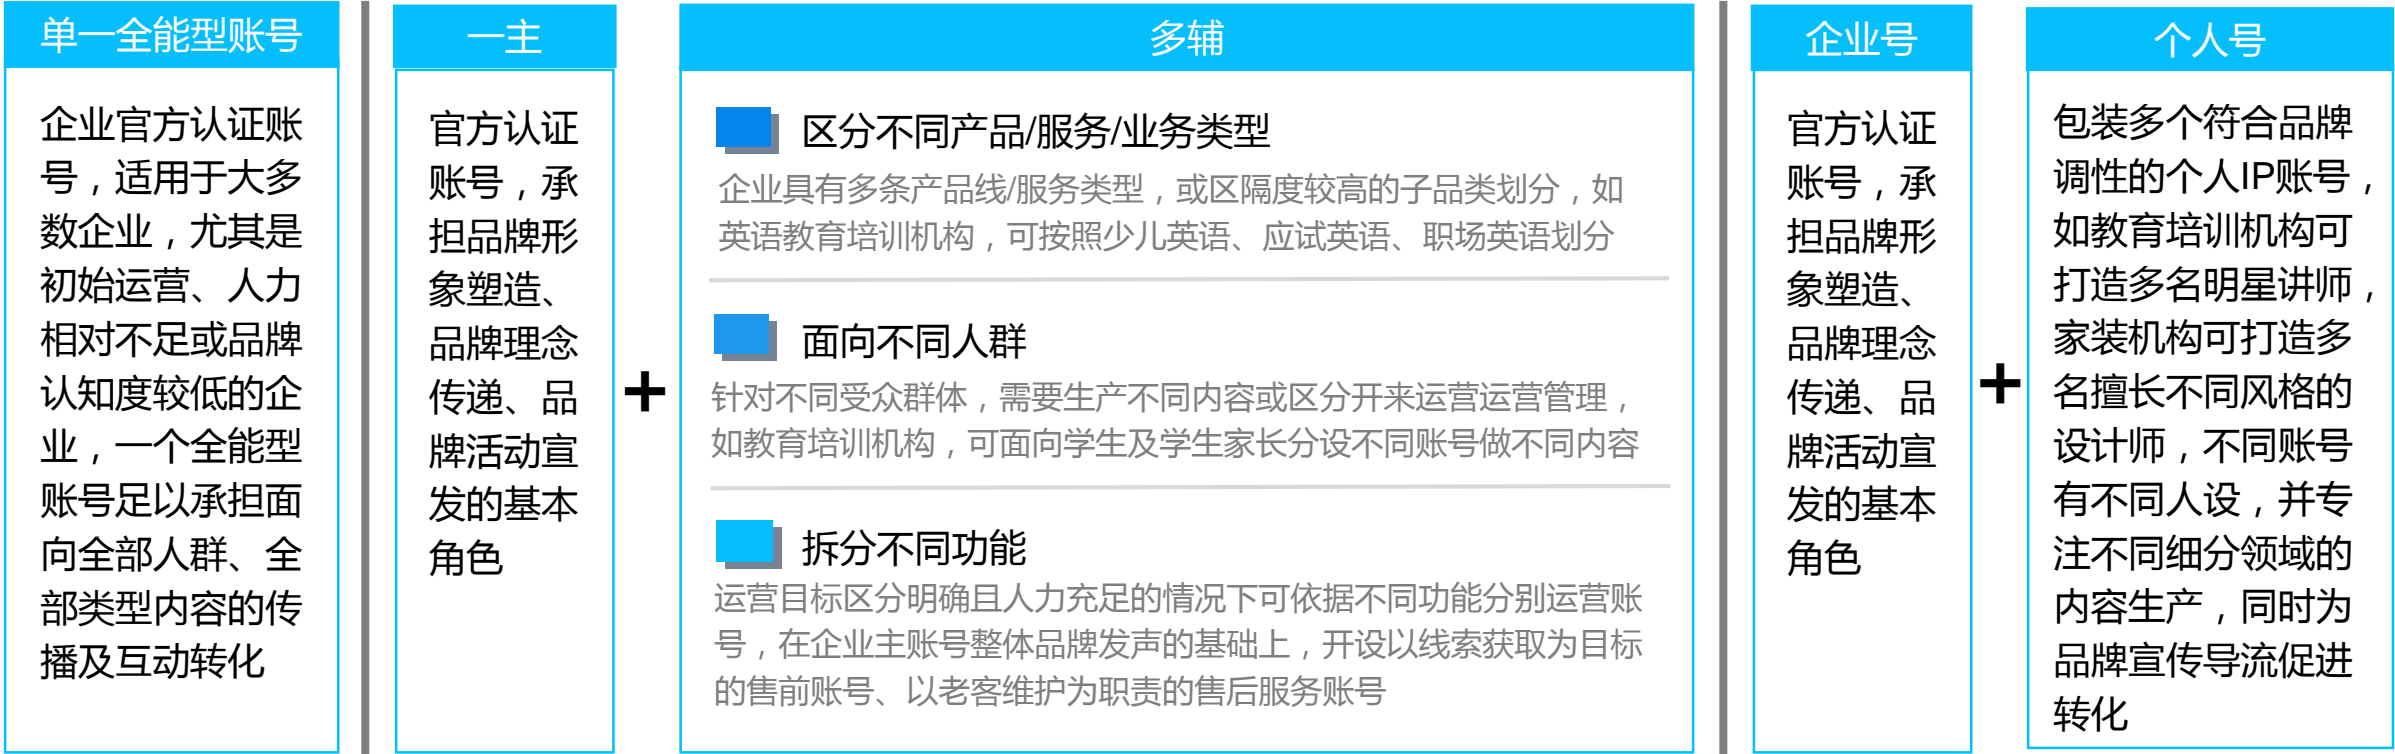 单一全能型账号
企业官方认证账
号，适用于大多
数企业，尤其是
初始运营、人力
相对不足或品牌
认知度较低的企
业，一个全能型
账号足以承担面
向全部人群、全
部类型内容的传
播及互动转化
一主
官方认证
账号，承
担品牌形
象塑造、
品牌理念
传递、品
牌活动宣
发的基本
角色
+
多辅
区分不同产品/服务/业务类型
企业具有多条产品线/服务类型，或区隔度较高的子品类划分，如
英语教育培训机构，可按照少儿英语、应试英语、职场英语划分
面向不同人群
针对不同受众群体，需要生产不同内容或区分开来运营运营管理，
如教育培训机构，可面向学生及学生家长分设不同账号做不同内容
拆分不同功能
运营目标区分明确且人力充足的情况下可依据不同功能分别运营账
号，在企业主账号整体品牌发声的基础上，开设以线索获取为目标
的售前账号、以老客维护为职责的售后服务账号
企业号
官方认证
账号，承
担品牌形
象塑造、
品牌理念
传递、品
牌活动宣
发的基本
角色
+
个人号
包装多个符合品牌
调性的个人IP账号，
如教育培训机构可
打造多名明星讲师，
家装机构可打造多
名擅长不同风格的
设计师，不同账号
有不同人设，并专
注不同细分领域的
内容生产，同时为
品牌宣传导流促进
转化